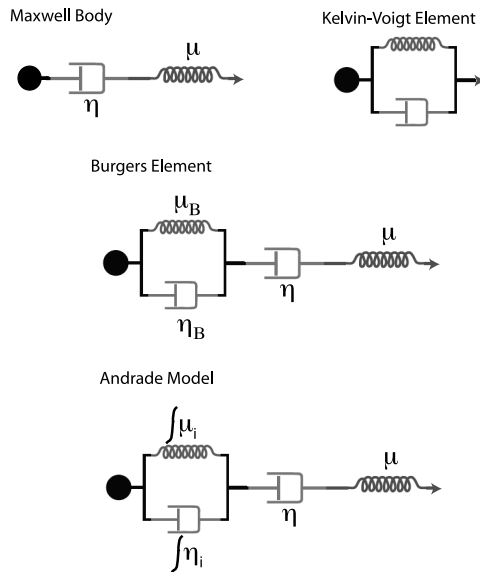 Maxwell Body
μ
η
Kelvin-Voigt Element
Burgers Element
μB
ηB
η
μ
Andrade Model
∫μi
∫ηi
η
μ